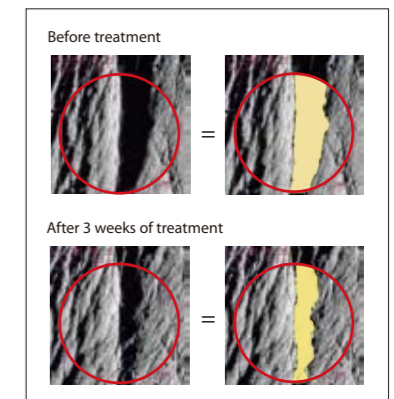 Before treatment
=
After 3 weeks of treatment
=